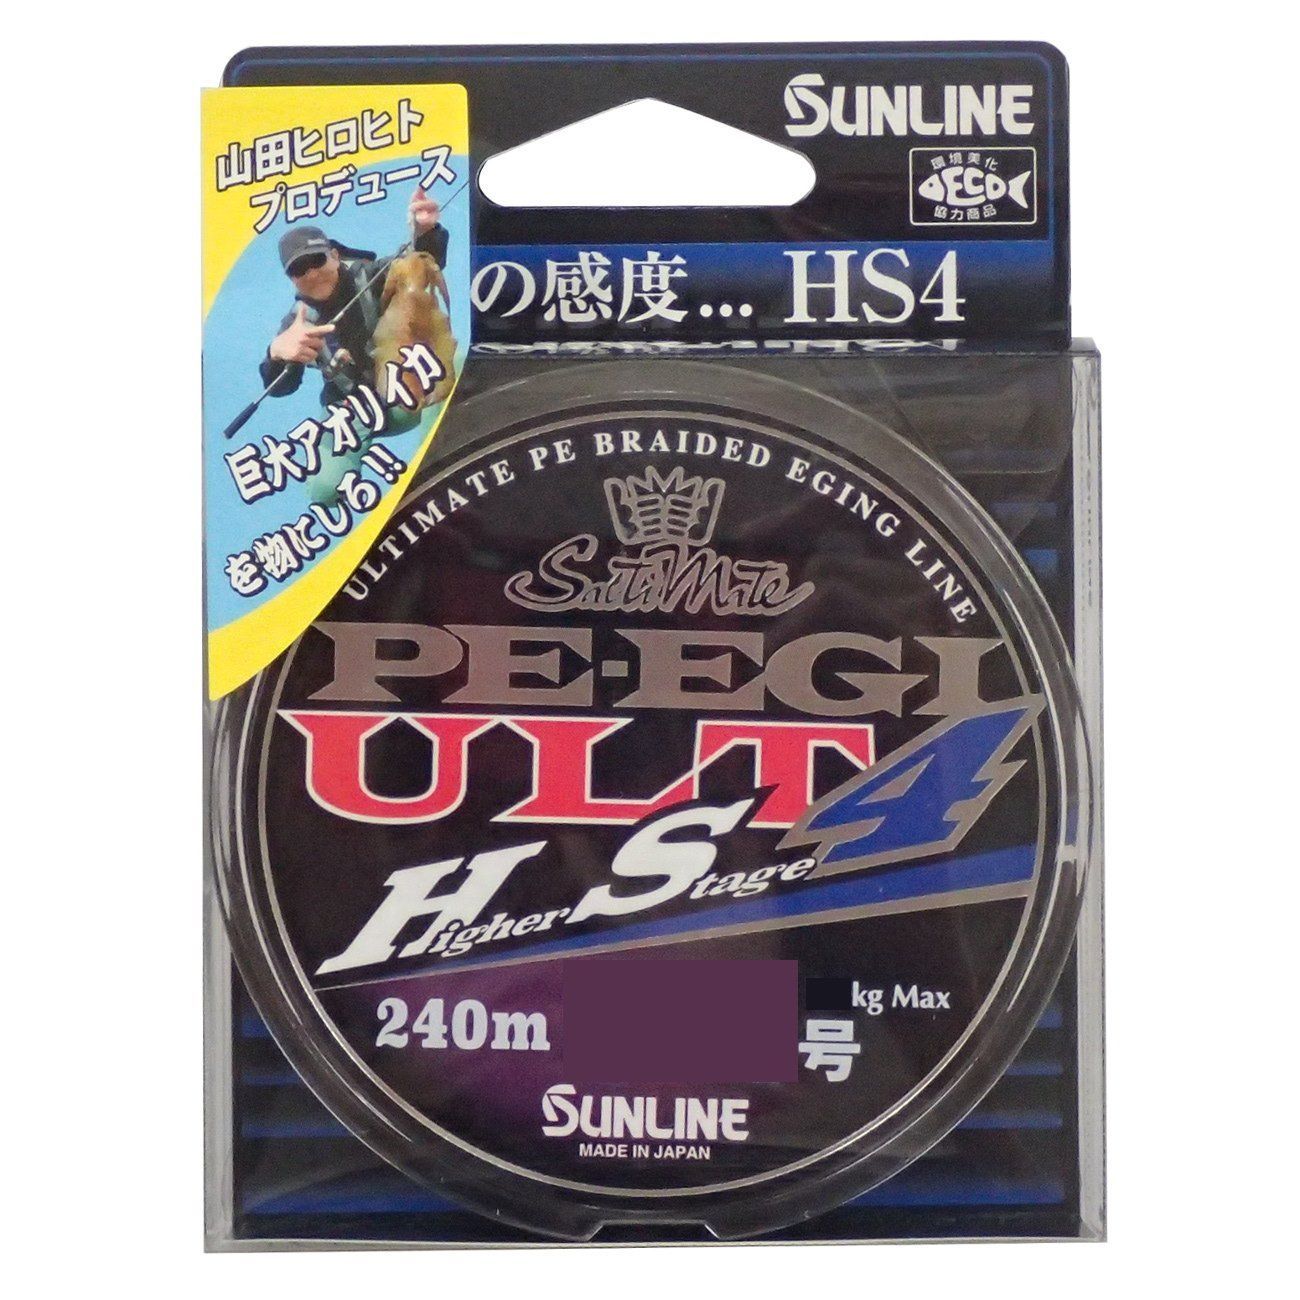 SUNLINE
環境美化
ECO
協力商品
山田ヒロヒト
プロデュース
の感度... HS4
巨大アオリイカ
を物にしろ!!
ULTIMATE PE BRAIDED EGING LINE
SaltiMate
PE-EGI
ULT
Higher Stage 4
kg Max
240m 号
SUNLINE
MADE IN JAPAN